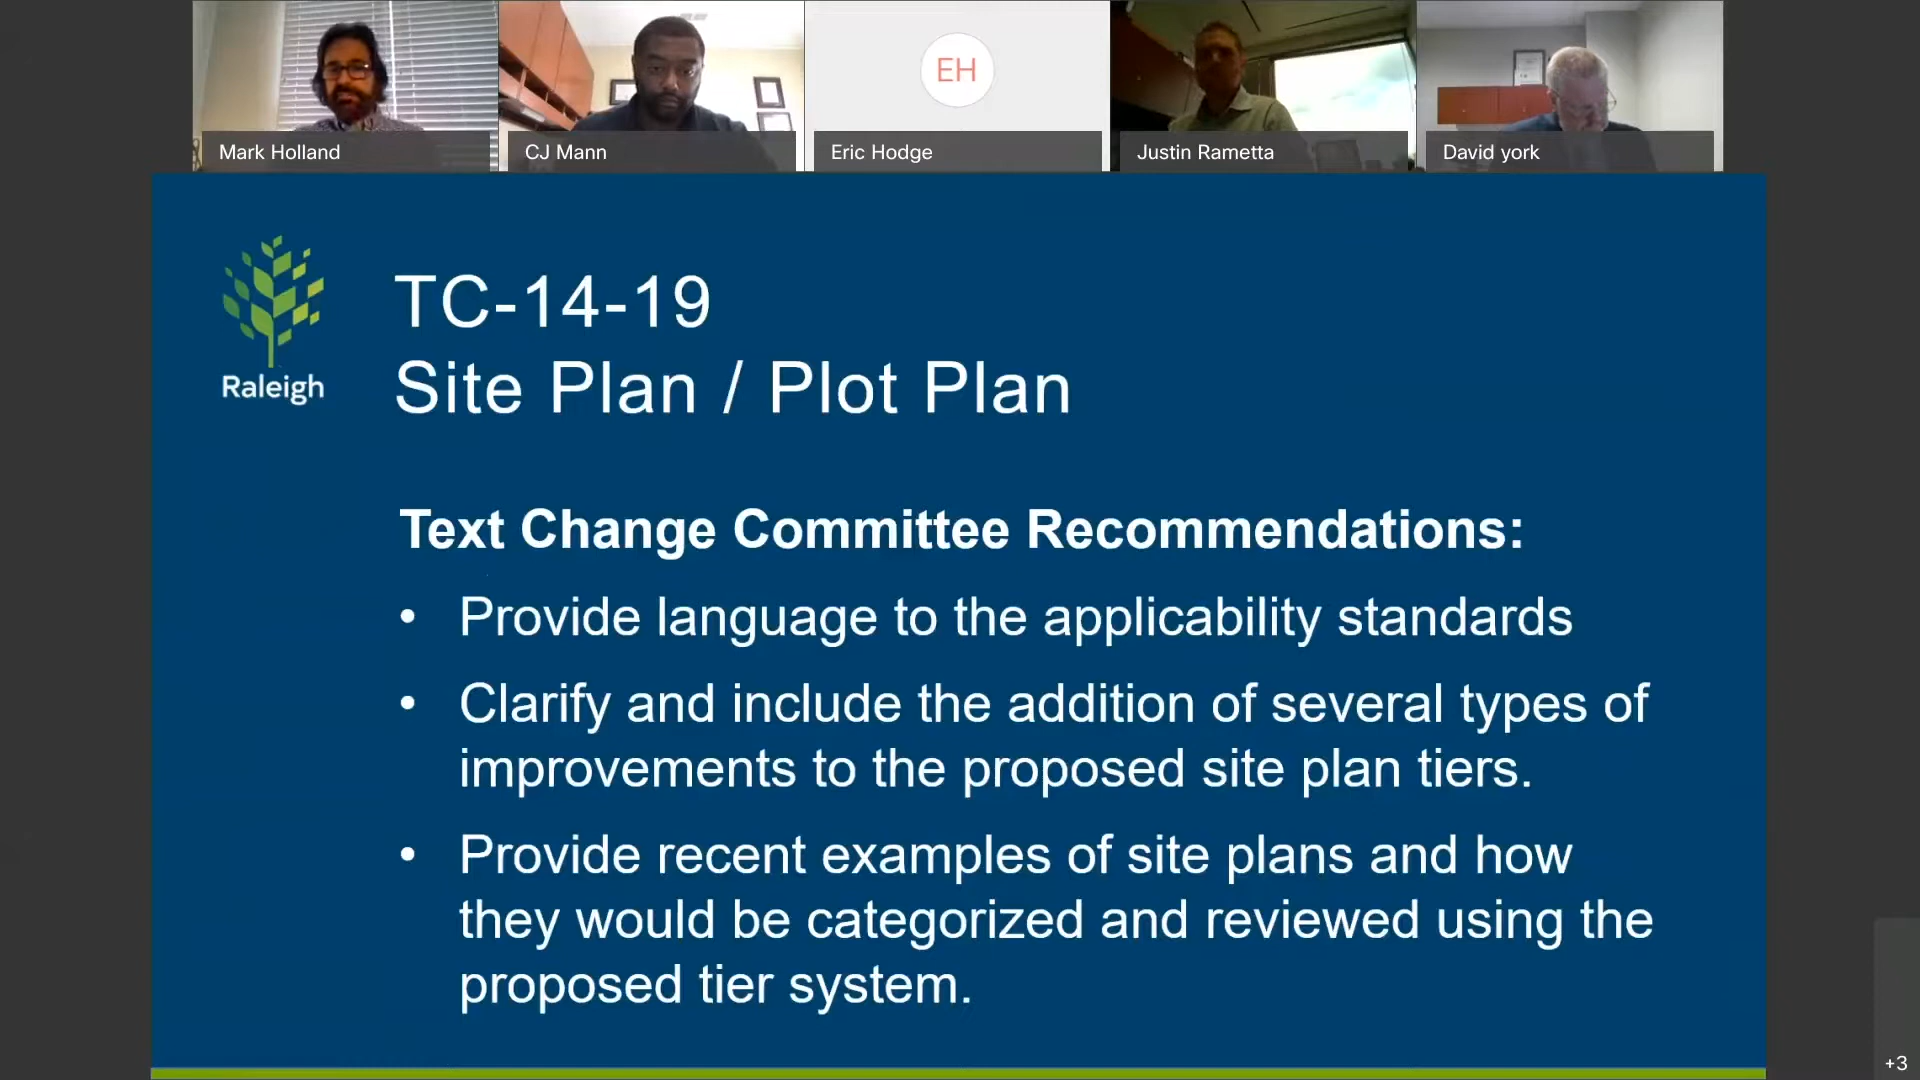 Mark Holland
CJ Mann
EH
Eric Hodge
Justin Rametta
David york
Raleigh
TC-14-19
Site Plan / Plot Plan
Text Change Committee Recommendations:
• Provide language to the applicability standards
• Clarify and include the addition of several types of
improvements to the proposed site plan tiers.
• Provide recent examples of site plans and how
they would be categorized and reviewed using the
proposed tier system.
+3